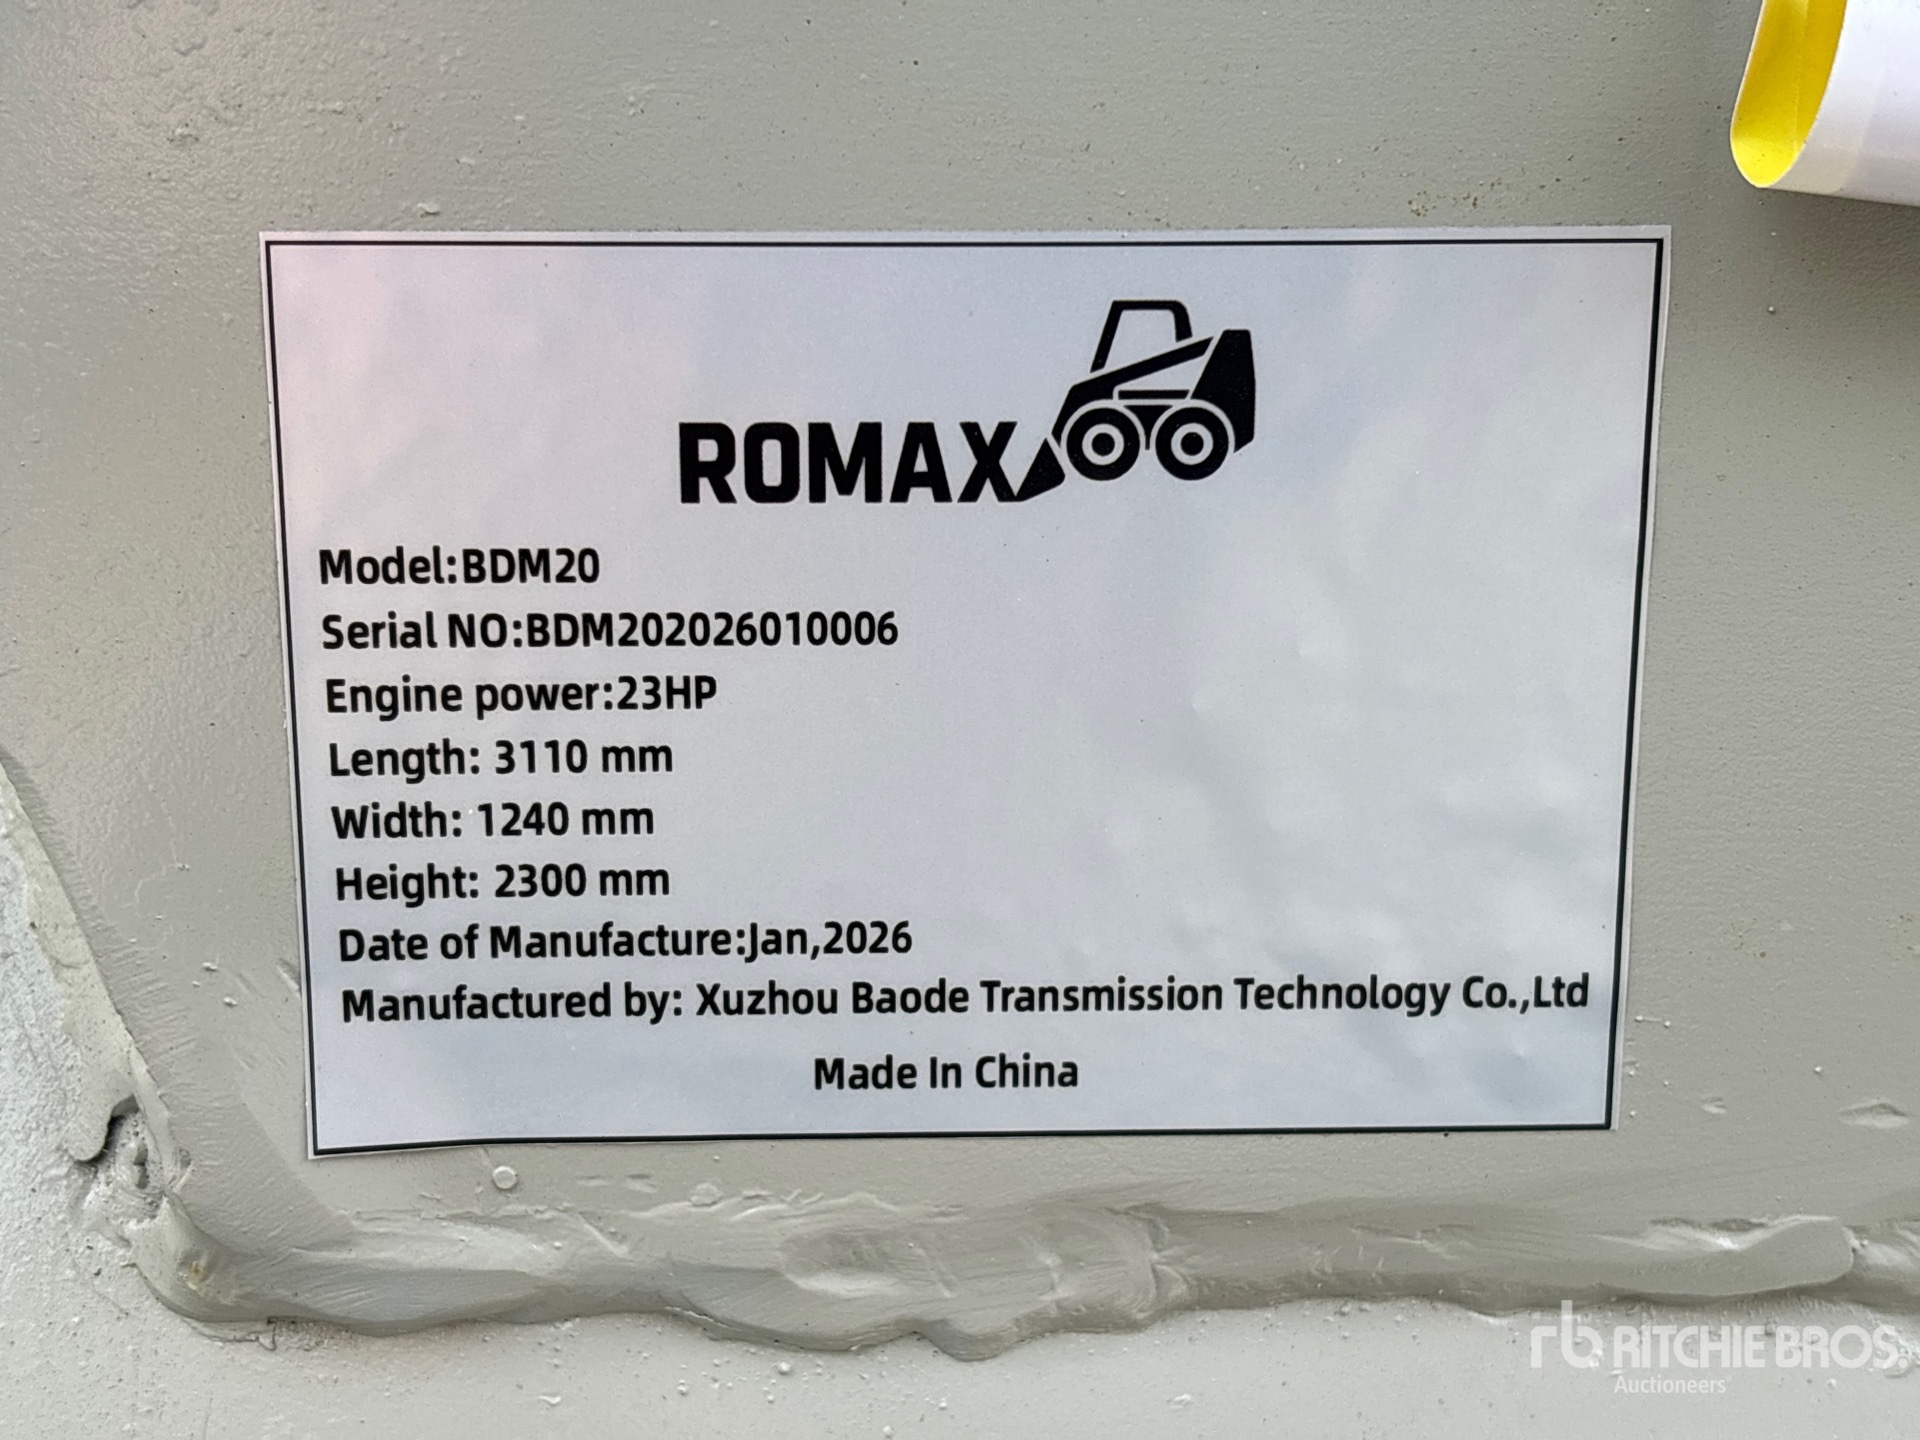 ROMAX
Model:BDM20
Serial NO:BDM202026010006
Engine power:23HP
Length: 3110 mm
Width: 1240 mm
Height: 2300 mm
Date of Manufacture:Jan,2026
Manufactured by: Xuzhou Baode Transmission Technology Co.,Ltd
Made In China
rb RITCHIE BROS.
Auctioneers